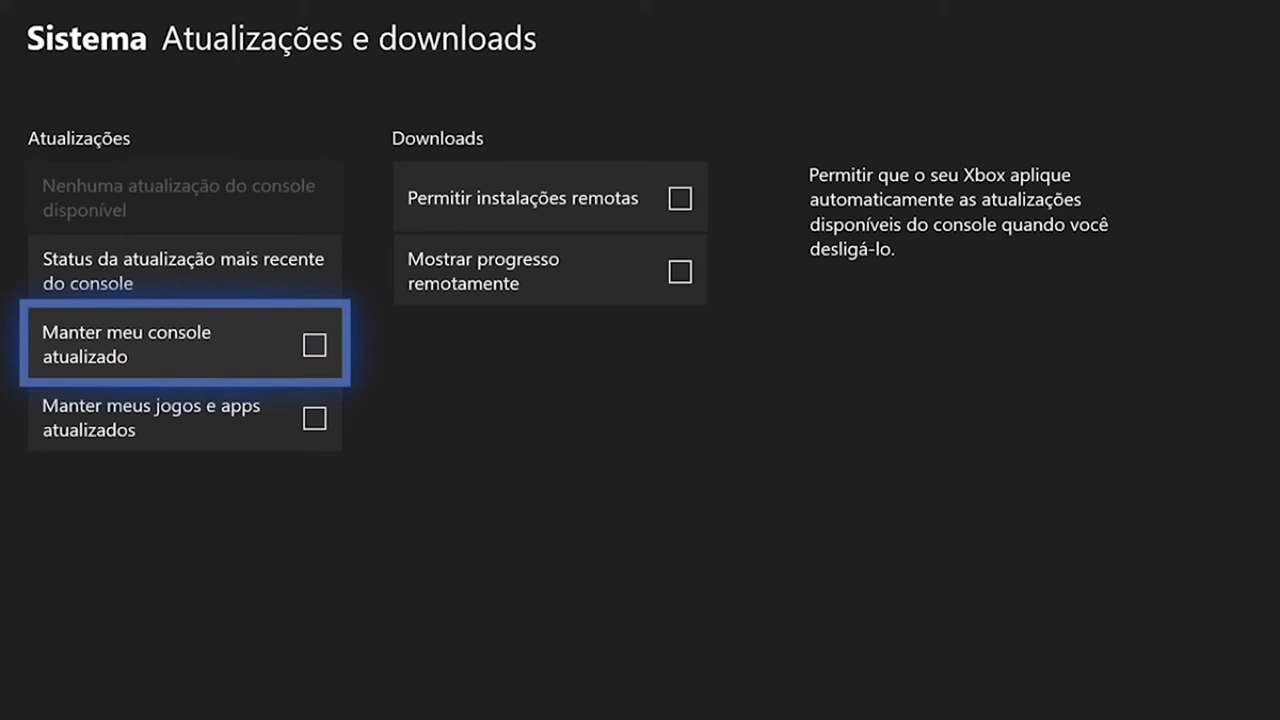 Sistema Atualizações e downloads
Atualizações
Nenhuma atualização do console
disponível
Status da atualização mais recente
do console
Manter meu console
atualizado
Manter meus jogos e apps
atualizados
Downloads
Permitir instalações remotas
Mostrar progresso
remotamente
Permitir que o seu Xbox aplique
automaticamente as atualizações
disponíveis do console quando você
desligá-lo.